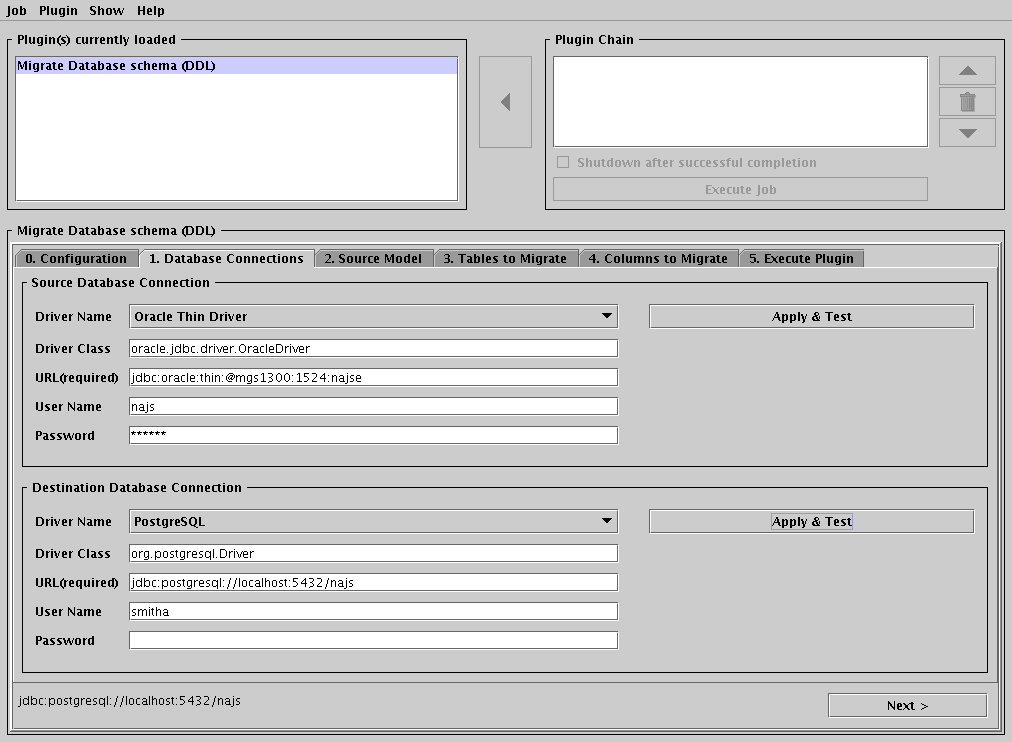 Job Plugin Show Help
Plugin(s) currently loaded
Migrate Database schema (DDL)
Plugin Chain
Shutdown after successful completion
Execute Job
Migrate Database schema (DDL)
0. Configuration 1. Database Connections 2. Source Model 3. Tables to Migrate 4. Columns to Migrate 5. Execute Plugin
Source Database Connection
Driver Name Oracle Thin Driver Apply & Test
Driver Class oracle.jdbc.driver.OracleDriver
URL(required) jdbc:oracle:thin:@mgs1300:1524:najse
User Name najs
Password ******
Destination Database Connection
Driver Name PostgreSQL Apply & Test
Driver Class org.postgresql.Driver
URL(required) jdbc:postgresql://localhost:5432/najs
User Name smitha
Password
jdbc:postgresql://localhost:5432/najs
Next >